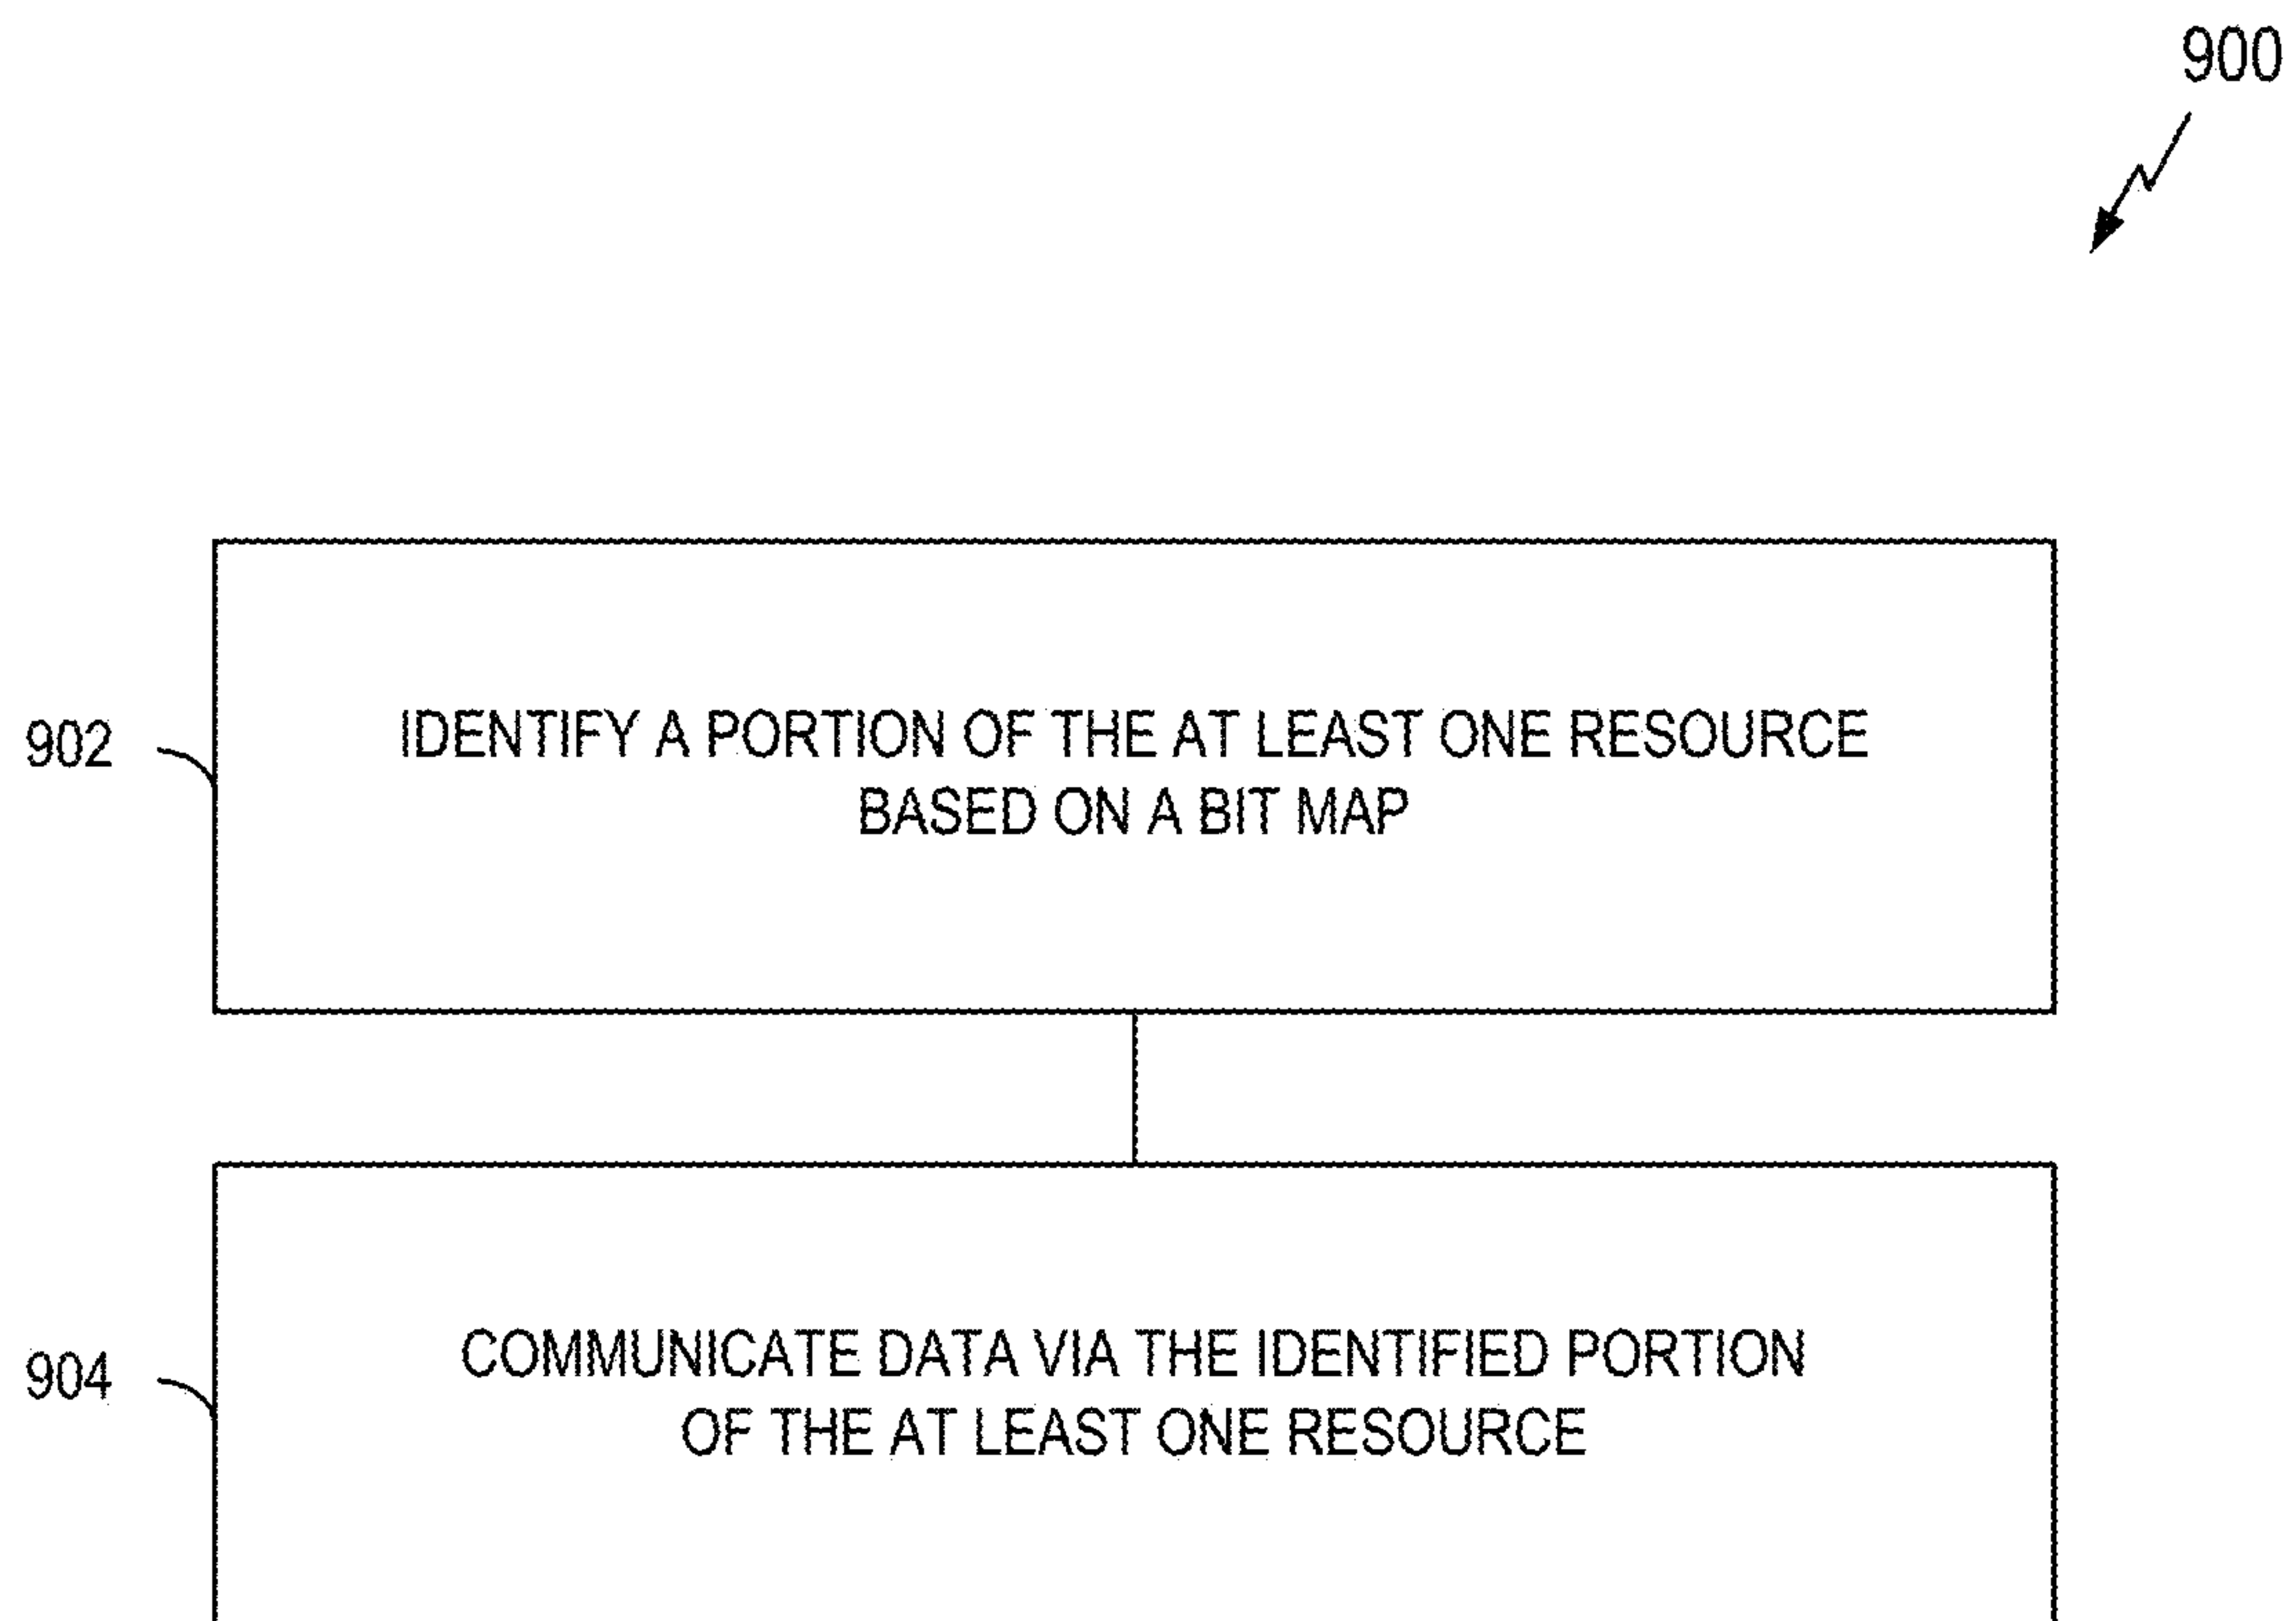 900
902
IDENTIFY A PORTION OF THE AT LEAST ONE RESOURCE
BASED ON A BIT MAP
904
COMMUNICATE DATA VIA THE IDENTIFIED PORTION
OF THE AT LEAST ONE RESOURCE